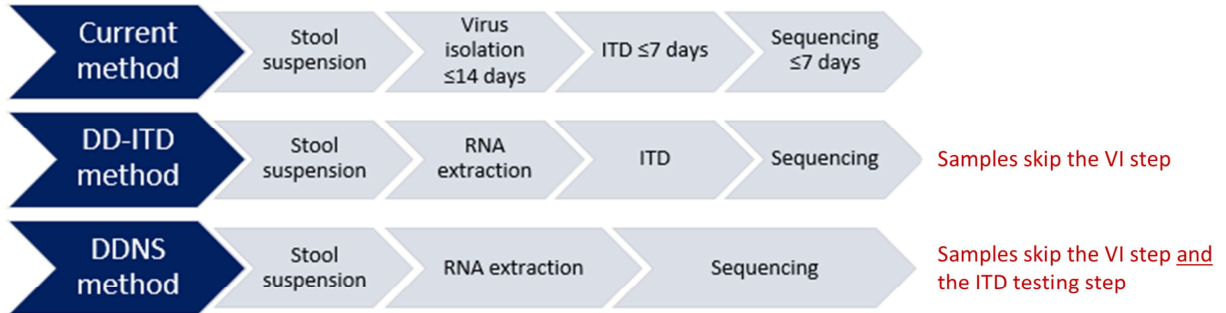 Current
method
Stool
suspension
Virus
isolation
≤14 days
ITD ≤7 days
Sequencing
≤7 days
DD-ITD
method
Stool
suspension
RNA
extraction
ITD
Sequencing
Samples skip the VI step
DDNS
method
Stool
suspension
RNA extraction
Sequencing
Samples skip the VI step and
the ITD testing step